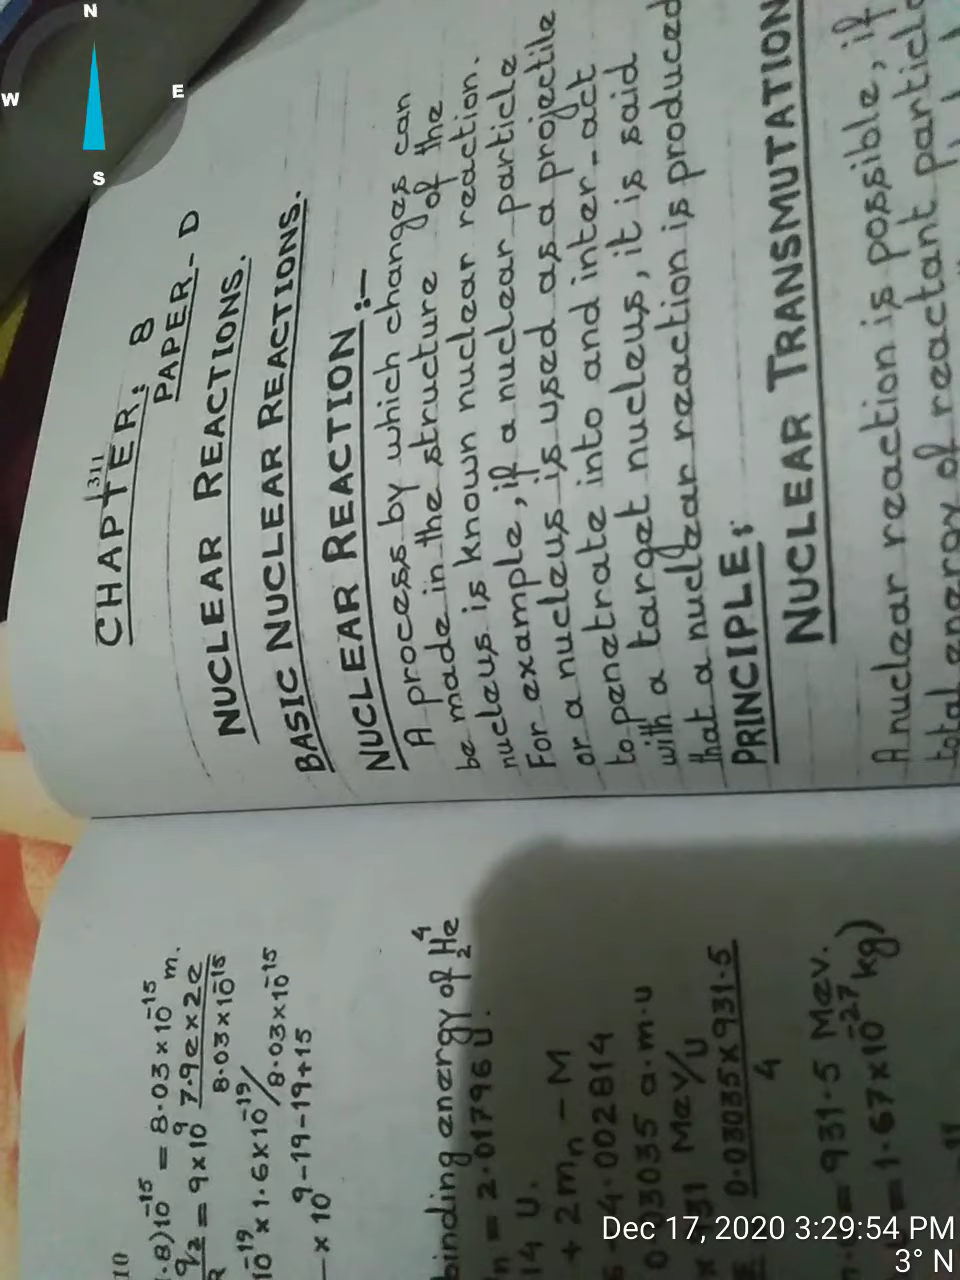 N
W
E
S
311
CHAPTER: 8
PAPER-D
NUCLEAR REACTIONS.
BASIC NUCLEAR REACTIONS.
NUCLEAR REACTION :-
A process by which changes can
be made in the structure of the
nucleus is known nuclear reaction.
For example, if a nuclear particle
or a nucleus is used as a projectile
to penetrate into and inter-act
with a target nucleus, it is said
that a nuclear reaction is produced
PRINCIPLE:
NUCLEAR TRANSMUTATION
A nuclear reaction is possible, if
total energy of reactant particle
10
·8)10⁻¹⁵ = 8·03×10⁻¹⁵ m.
q₂ = 9×10⁹ 7·9e×2e
8·03×10⁻¹⁵
10⁻¹⁹ × 1·6×10⁻¹⁹/8·03×10⁻¹⁵
×10⁹⁻¹⁹⁻¹⁹⁺¹⁵
binding energy of ₂⁴He
n = 2·01796 U.
14 U.
+ 2mₙ - M
- 4·002814
0·03035 a·m·u
MeV/U
0·03035×931·5
4
= 931·5 MeV.
= 1·67×10⁻²⁷ kg)
Dec 17, 2020 3:29:54 PM
3° N